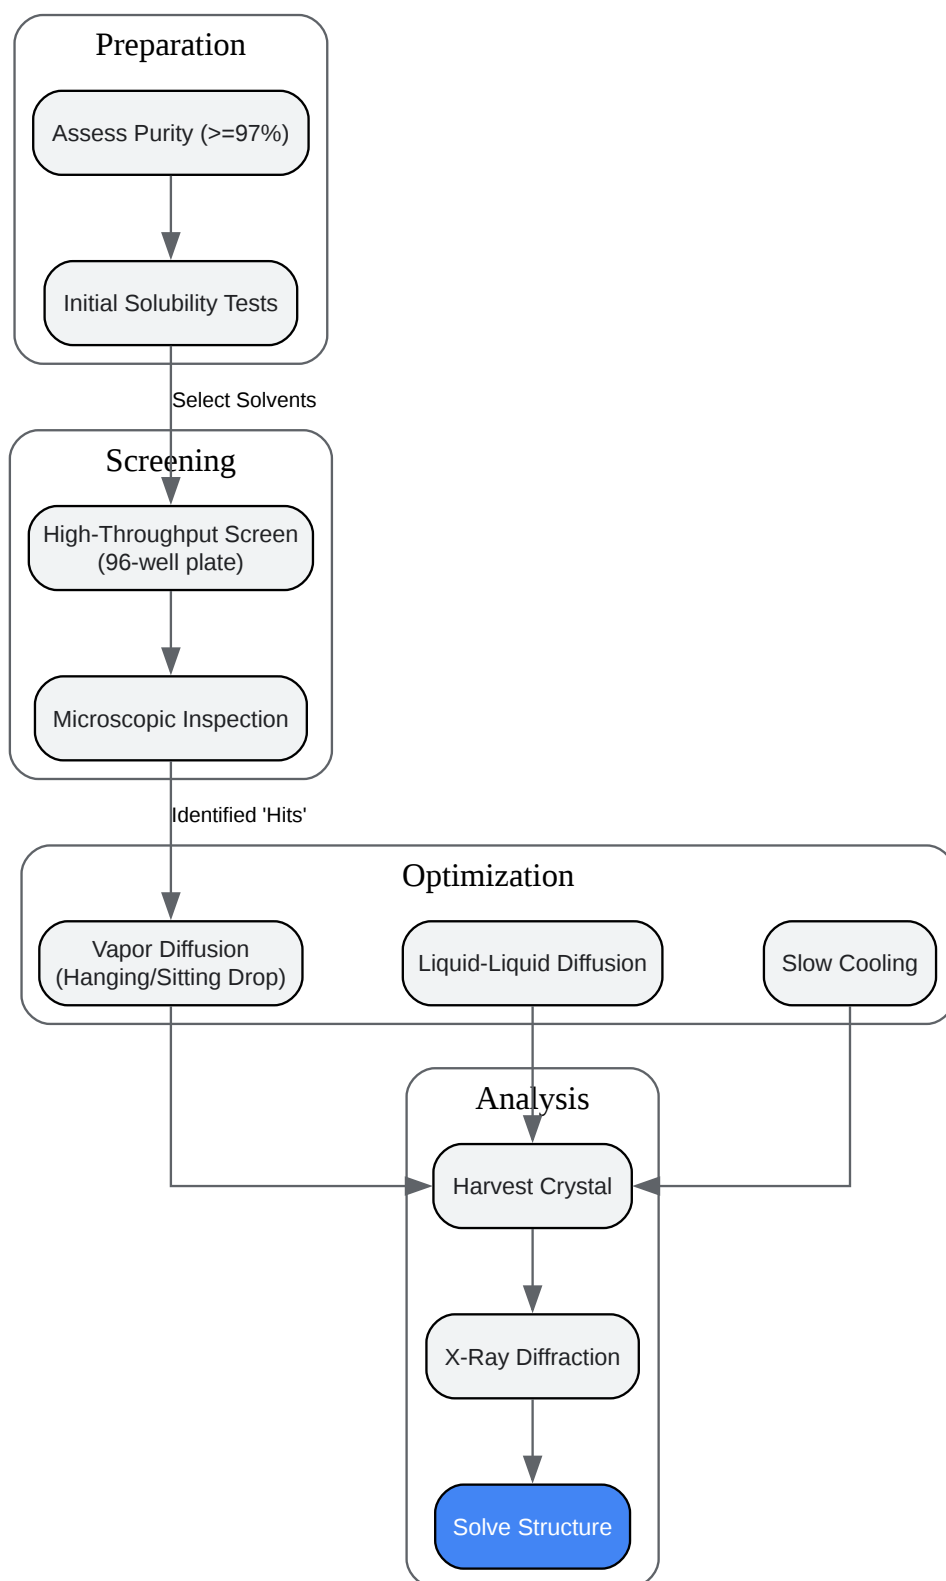 Preparation
Assess Purity (>=97%)
Initial Solubility Tests
Select Solvents
Screening
High-Throughput Screen
(96-well plate)
Microscopic Inspection
Identified 'Hits'
Optimization
Vapor Diffusion
(Hanging/Sitting Drop)
Liquid-Liquid Diffusion
Slow Cooling
Analysis
Harvest Crystal
X-Ray Diffraction
Solve Structure